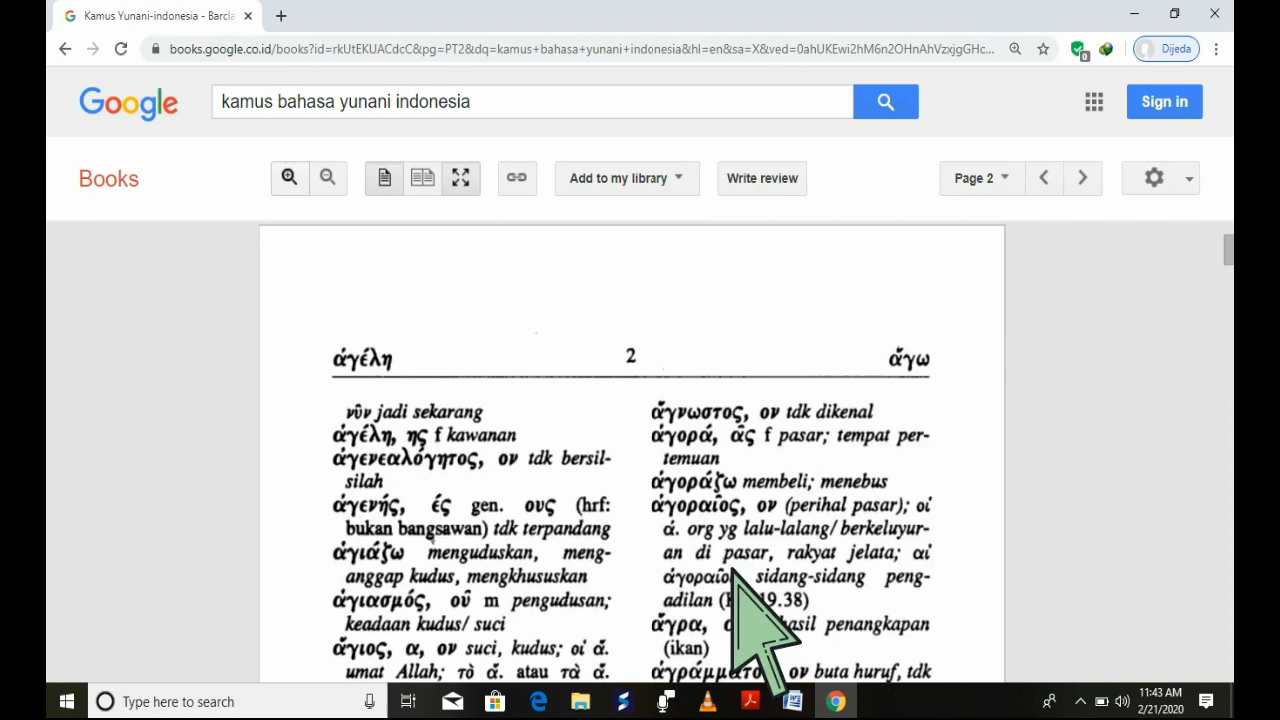 Kamus Yunani-indonesia - Barcla
books.google.co.id/books?id=rkUtEKUACdcC&pg=PT2&dq=kamus+bahasa+yunani+indonesia&hl=en&sa=X&ved=0ahUKEwi2hM6n2OHnAhVzxjgGHc...
Dijeda
Google
kamus bahasa yunani indonesia
Sign in
Books
Add to my library
Write review
Page 2
ἀγέλη
2
ἄγω
νῦν jadi sekarang
ἀγέλη, ης f kawanan
ἀγενεαλόγητος, ον tdk bersil-
silah
ἀγενής, ές gen. ους (hrf:
bukan bangsawan) tdk terpandang
ἁγιάζω menguduskan, meng-
anggap kudus, mengkhususkan
ἁγιασμός, οῦ m pengudusan;
keadaan kudus/ suci
ἅγιος, α, ον suci, kudus; οἱ ἅ.
umat Allah; τὸ ἅ. atau τὰ ἅ.
ἄγνωστος, ον tdk dikenal
ἀγορά, ᾶς f pasar; tempat per-
temuan
ἀγοράζω membeli; menebus
ἀγοραῖος, ον (perihal pasar); οἱ
ἀ. org yg lalu-lalang/ berkeluyur-
an di pasar, rakyat jelata; αἱ
ἀγοραῖο sidang-sidang peng-
adilan 19.38)
ἄγρα, hasil penangkapan
(ikan)
ἀγράμματο ον buta huruf, tdk
Type here to search
11:43 AM
2/21/2020